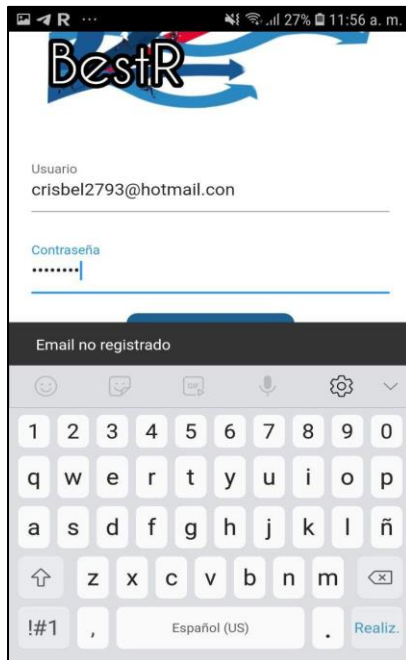 R ... 27% 11:56 a. m.
BestR
Usuario
crisbel2793@hotmail.con
Contraseña
••••••••
Email no registrado
GIF
1 2 3 4 5 6 7 8 9 0
q w e r t y u i o p
a s d f g h j k l ñ
z x c v b n m
!#1 , Español (US) . Realiz.